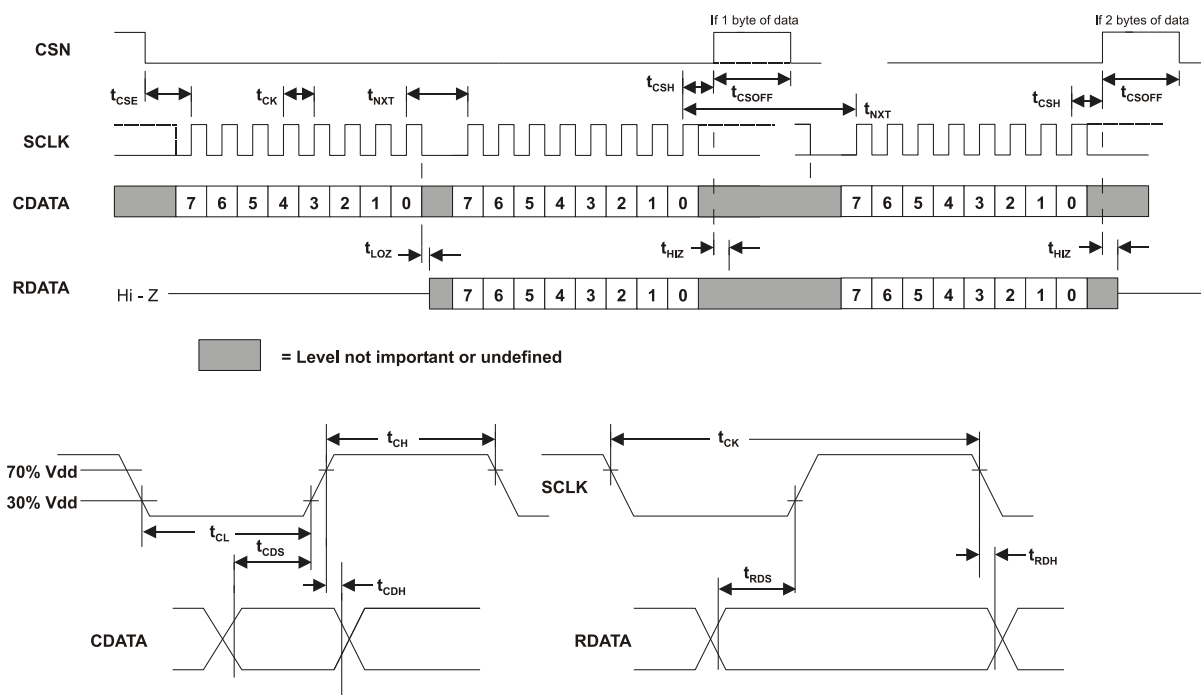 If 1 byte of data
If 2 bytes of data
CSN
tCSE
tCK
tNXT
tCSH
tCSOFF
tNXT
tCSH
tCSOFF
SCLK
CDATA
7 6 5 4 3 2 1 0
7 6 5 4 3 2 1 0
7 6 5 4 3 2 1 0
tLOZ
tHIZ
tHIZ
RDATA
Hi - Z
7 6 5 4 3 2 1 0
7 6 5 4 3 2 1 0
= Level not important or undefined
tCH
tCK
70% Vdd
30% Vdd
SCLK
tCL
tCDS
tCDH
tRDS
tRDH
CDATA
RDATA